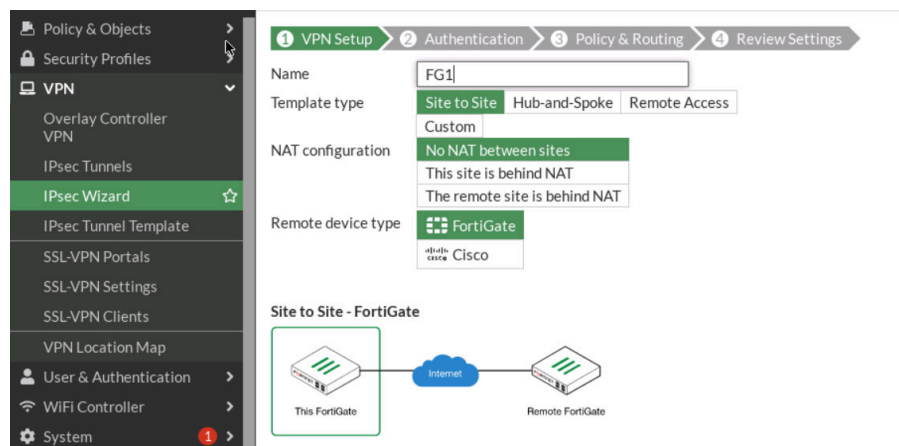 Policy & Objects
Security Profiles
VPN
Overlay Controller
VPN
IPsec Tunnels
IPsec Wizard
IPsec Tunnel Template
SSL-VPN Portals
SSL-VPN Settings
SSL-VPN Clients
VPN Location Map
User & Authentication
WiFi Controller
System 1
1 VPN Setup 2 Authentication 3 Policy & Routing 4 Review Settings
Name FG1
Template type Site to Site Hub-and-Spoke Remote Access
Custom
NAT configuration No NAT between sites
This site is behind NAT
The remote site is behind NAT
Remote device type FortiGate
CISCO Cisco
Site to Site - FortiGate
Internet
This FortiGate Remote FortiGate